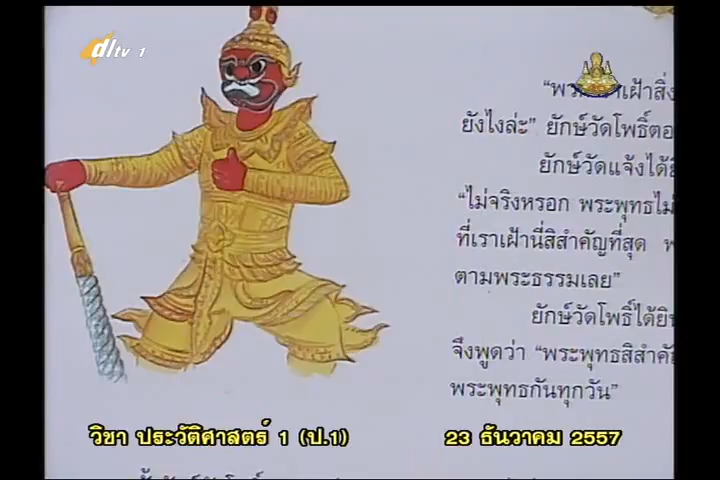 dltv 1
เฝ้าสิ่ง
ยังไงล่ะ” ยักษ์วัดโพธิ์ตอ
ยักษ์วัดแจ้งได้
“ไม่จริงหรอก พระพุทธไม่
ที่เราเฝ้านี่สิสำคัญที่สุด
ตามพระธรรมเลย”
ยักษ์วัดโพธิ์ได้ยิน
จึงพูดว่า “พระพุทธสิสำคัญ
พระพุทธกันทุกวัน”
วิชา ประวัติศาสตร์ 1 (ป.1)
23 ธันวาคม 2557